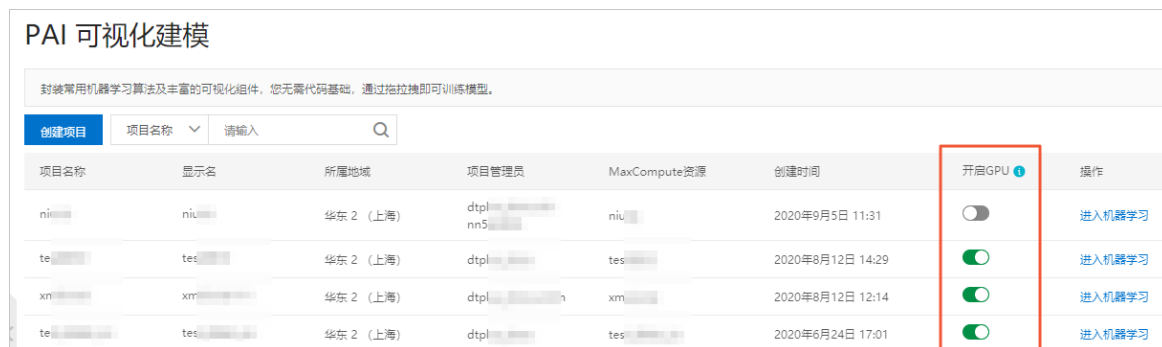 PAI 可视化建模
封装常用机器学习算法及丰富的可视化组件，您无需代码基础，通过拖拉拽即可训练模型。
创建项目 项目名称 请输入
项目名称 显示名 所属地域 项目管理员 MaxCompute资源 创建时间 开启GPU 操作
华东 2 （上海） 2020年9月5日 11:31 进入机器学习
华东 2 （上海） 2020年8月12日 14:29 进入机器学习
华东 2 （上海） 2020年8月12日 12:14 进入机器学习
华东 2 （上海） 2020年6月24日 17:01 进入机器学习